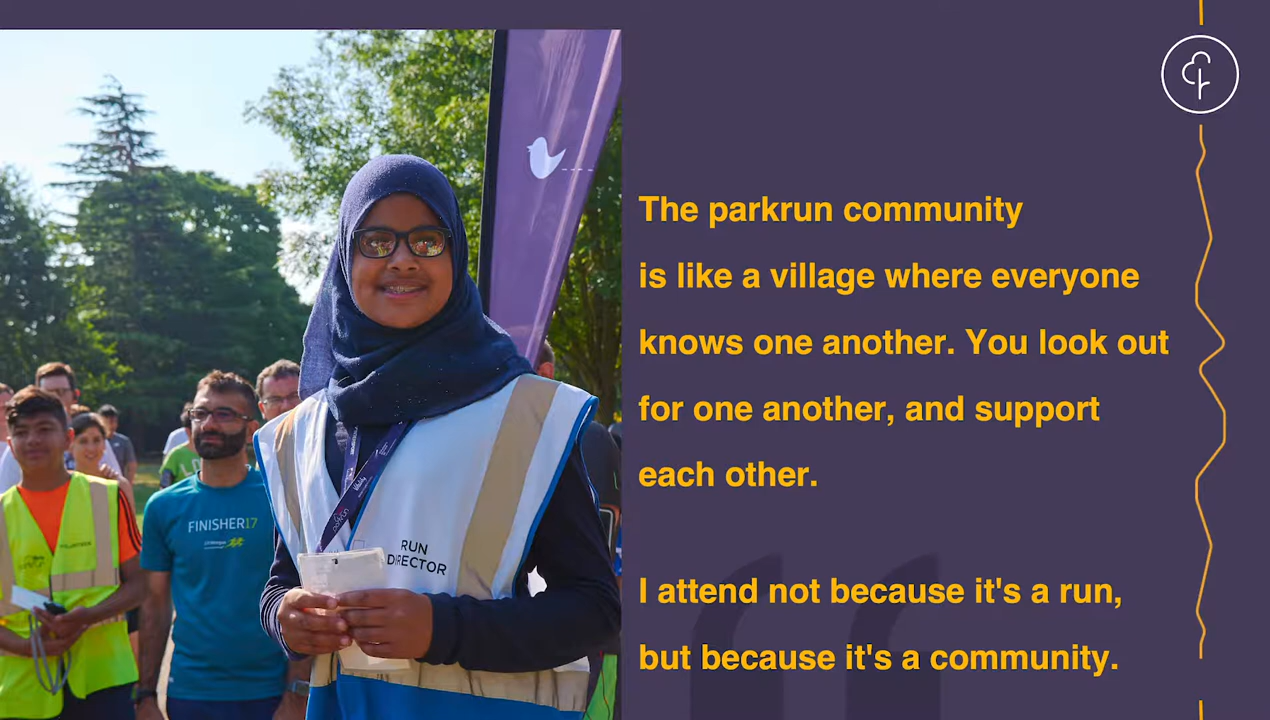 The parkrun community
is like a village where everyone
knows one another. You look out
for one another, and support
each other.
I attend not because it's a run,
but because it's a community.
FINISHER17
RUN
DIRECTOR